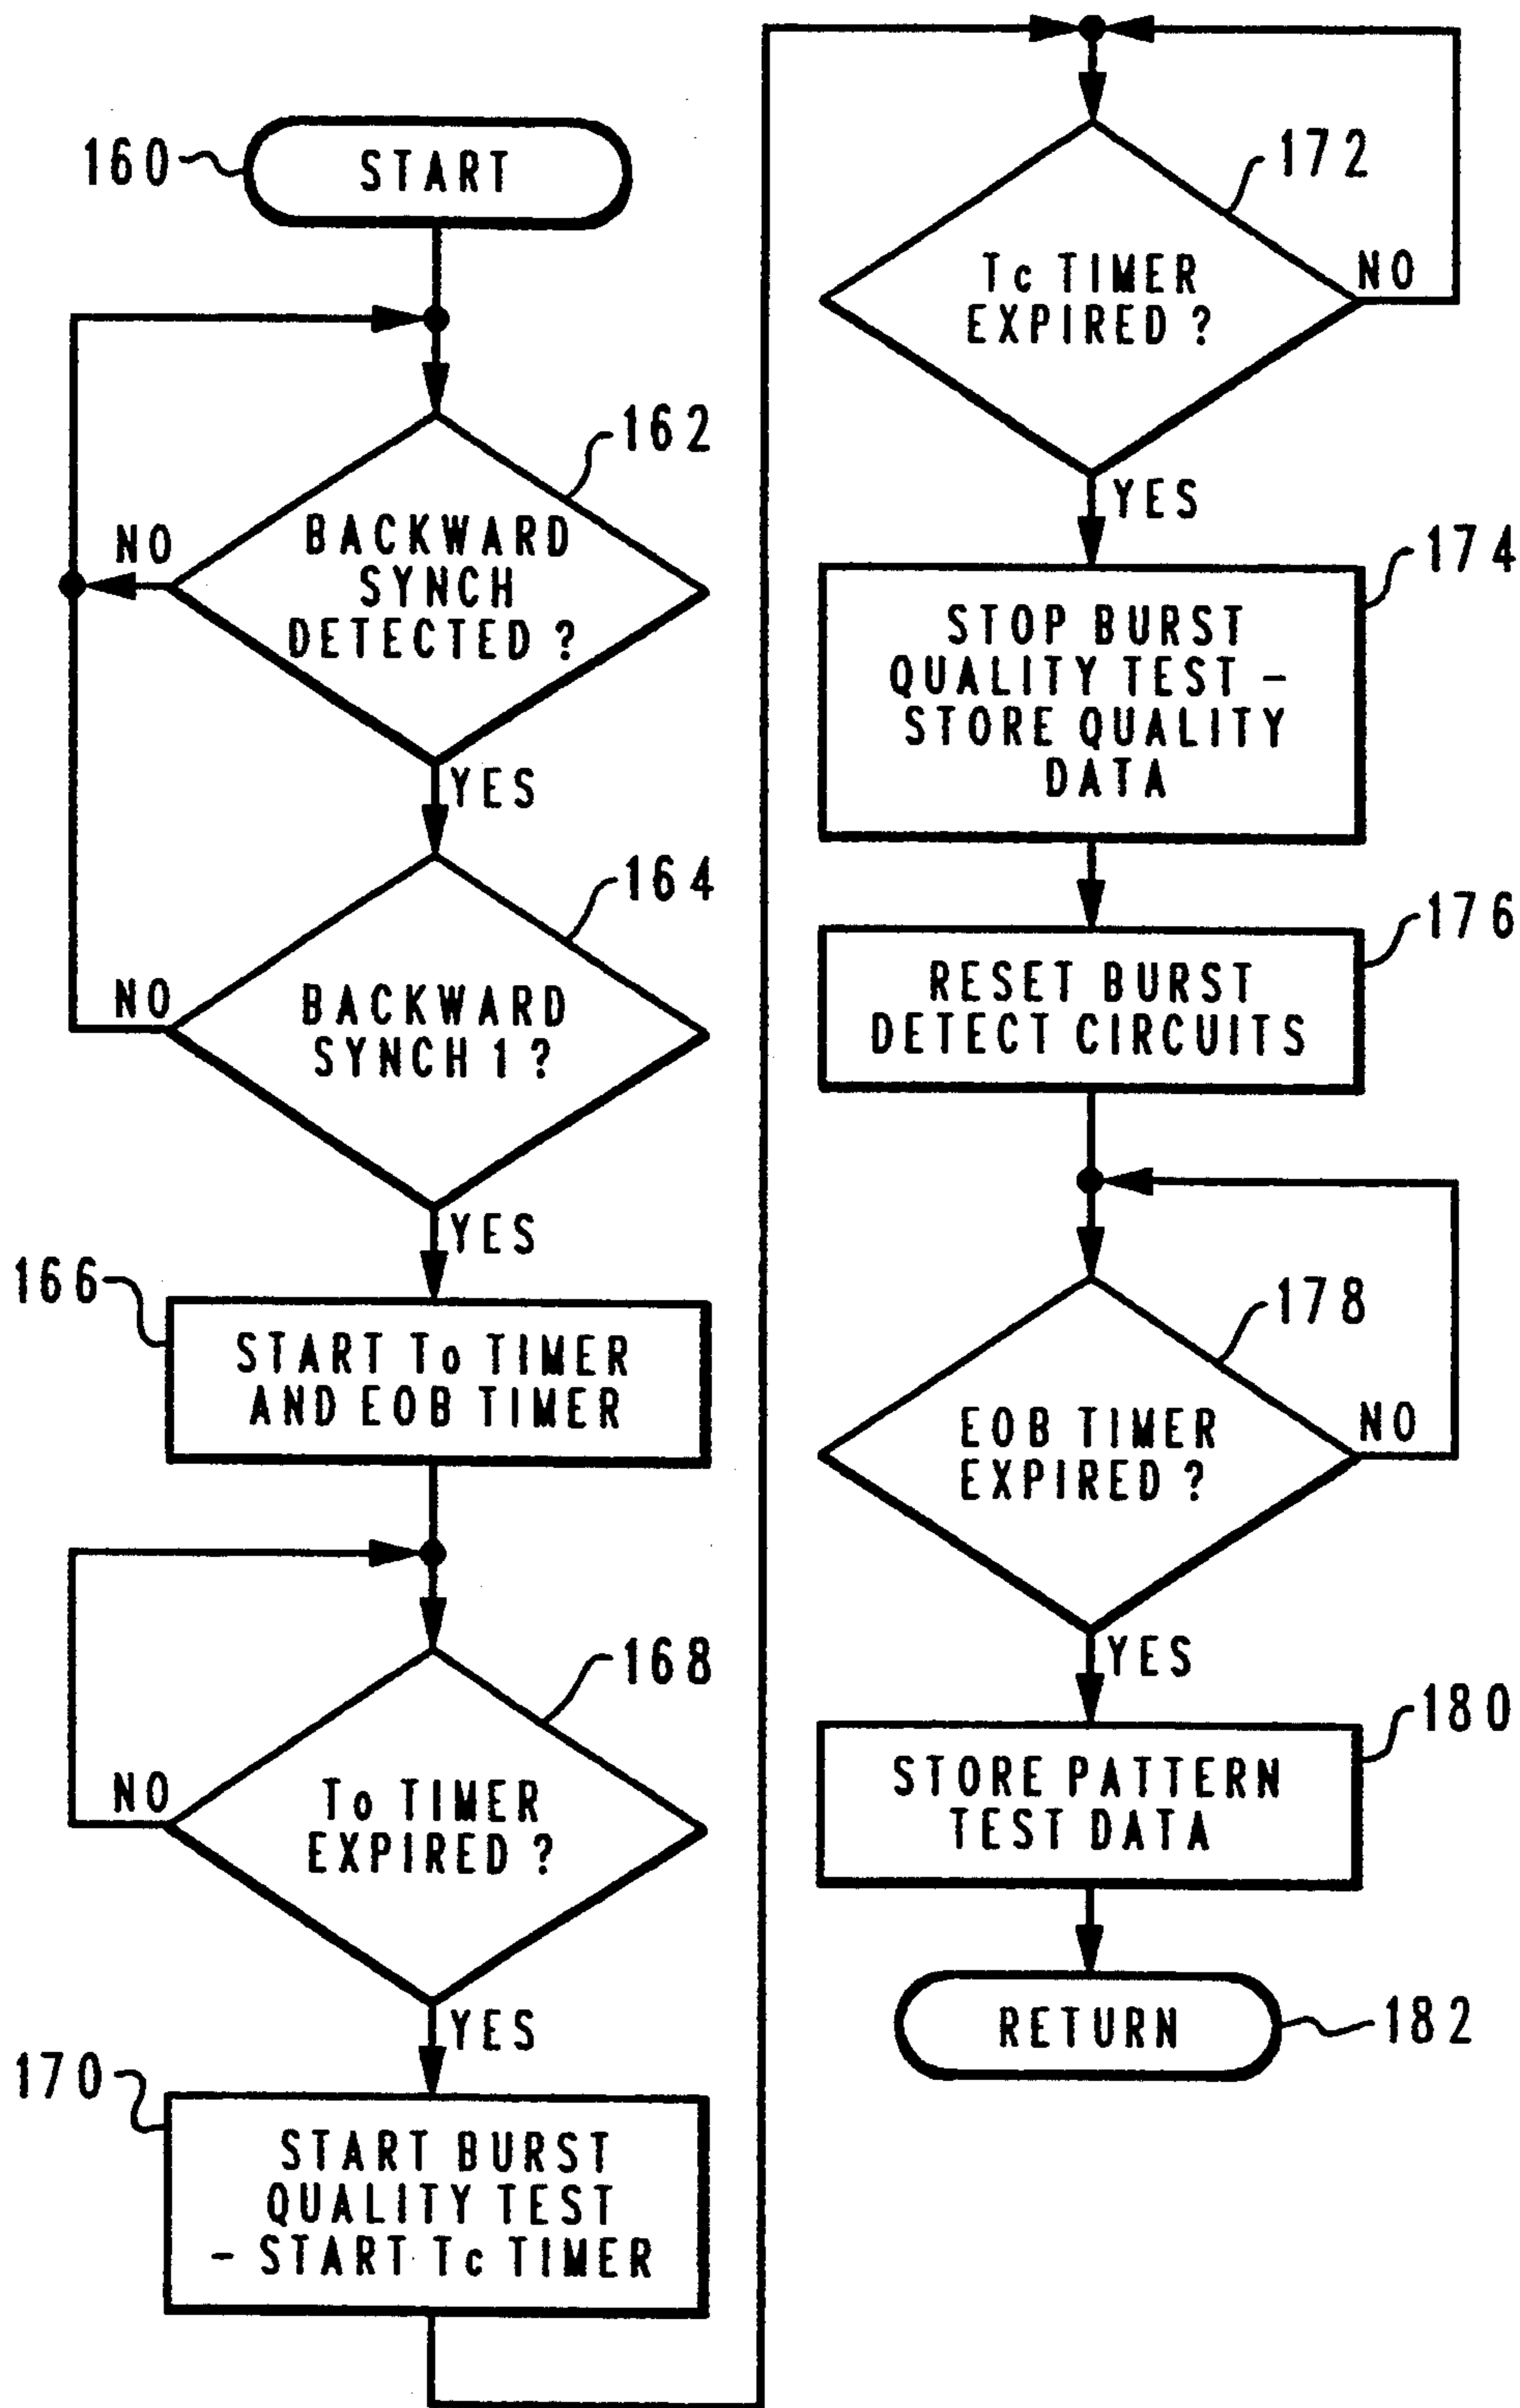 160
START
162
BACKWARD
SYNCH
DETECTED ?
NO
YES
164
BACKWARD
SYNCH 1 ?
NO
YES
166
START To TIMER
AND EOB TIMER
168
To TIMER
EXPIRED ?
NO
YES
170
START BURST
QUALITY TEST
- START Tc TIMER
172
Tc TIMER
EXPIRED ?
NO
YES
174
STOP BURST
QUALITY TEST -
STORE QUALITY
DATA
176
RESET BURST
DETECT CIRCUITS
178
EOB TIMER
EXPIRED ?
NO
YES
180
STORE PATTERN
TEST DATA
RETURN
182